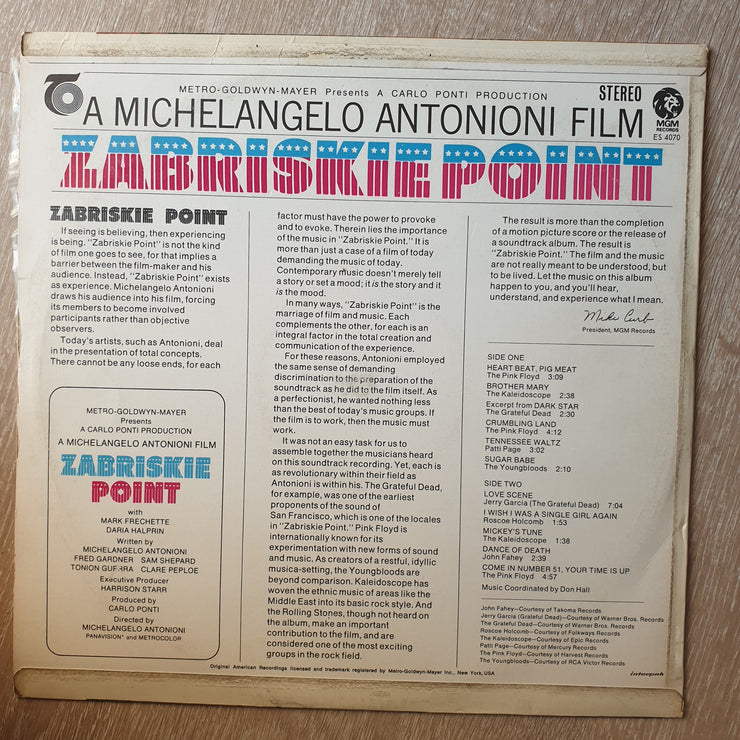 METRO-GOLDWYN-MAYER Presents A CARLO PONTI PRODUCTION
STEREO
A MICHELANGELO ANTONIONI FILM
MGM
RECORDS
ES 4070
ZABRISKIE POINT
ZABRISKIE POINT
If seeing is believing, then experiencing
is being. "Zabriskie Point" is not the kind
of film one goes to see, for that implies a
barrier between the film-maker and his
audience. Instead, "Zabriskie Point" exists
as experience. Michelangelo Antonioni
draws his audience into his film, forcing
its members to become involved
participants rather than objective
observers.
Today's artists, such as Antonioni, deal
in the presentation of total concepts.
There cannot be any loose ends, for each
METRO-GOLDWYN-MAYER
Presents
A CARLO PONTI PRODUCTION
A MICHELANGELO ANTONIONI FILM
ZABRISKIE
POINT
with
MARK FRECHETTE
DARIA HALPRIN
Written by
MICHELANGELO ANTONIONI
FRED GARDNER SAM SHEPARD
TONION GUERRA CLARE PEPLOE
Executive Producer
HARRISON STARR
Produced by
CARLO PONTI
Directed by
MICHELANGELO ANTONIONI
PANAVISION® and METROCOLOR
factor must have the power to provoke
and to evoke. Therein lies the importance
of the music in "Zabriskie Point." It is
more than just a case of a film of today
demanding the music of today.
Contemporary music doesn't merely tell
a story or set a mood; it is the story and it
is the mood.
In many ways, "Zabriskie Point" is the
marriage of film and music. Each
complements the other, for each is an
integral factor in the total creation and
communication of the experience.
For these reasons, Antonioni employed
the same sense of demanding
discrimination to the preparation of the
soundtrack as he did to the film itself. As
a perfectionist, he wanted nothing less
than the best of today's music groups. If
the film is to work, then the music must
work.
It was not an easy task for us to
assemble together the musicians heard
on this soundtrack recording. Yet, each is
as revolutionary within their field as
Antonioni is within his. The Grateful Dead,
for example, was one of the earliest
proponents of the sound of
San Francisco, which is one of the locales
in "Zabriskie Point." Pink Floyd is
internationally known for its
experimentation with new forms of sound
and music. As creators of a restful, idyllic
musica-setting, the Youngbloods are
beyond comparison. Kaleidoscope has
woven the ethnic music of areas like the
Middle East into its basic rock style. And
the Rolling Stones, though not heard on
the album, make an important
contribution to the film, and are
considered one of the most exciting
groups in the rock field.
The result is more than the completion
of a motion picture score or the release of
a soundtrack album. The result is
"Zabriskie Point." The film and the music
are not really meant to be understood, but
to be lived. Let the music on this album
happen to you, and you'll hear,
understand, and experience what I mean.
Mike Curb
President, MGM Records
SIDE ONE
HEART BEAT, PIG MEAT
The Pink Floyd 3:09
BROTHER MARY
The Kaleidoscope 2:38
Excerpt from DARK STAR
The Grateful Dead 2:30
CRUMBLING LAND
The Pink Floyd 4:13
TENNESSEE WALTZ
Patti Page 3:02
SUGAR BABE
The Youngbloods 2:10
SIDE TWO
LOVE SCENE
Jerry Garcia (The Grateful Dead) 7:04
I WISH I WAS A SINGLE GIRL AGAIN
Roscoe Holcomb 1:53
MICKEY'S TUNE
The Kaleidoscope 1:38
DANCE OF DEATH
John Fahey 2:39
COME IN NUMBER 51, YOUR TIME IS UP
The Pink Floyd 4:57
Music Coordinated by Don Hall
John Fahey—Courtesy of Takoma Records
Jerry Garcia (Grateful Dead)—Courtesy of Warner Bros. Records
The Grateful Dead—Courtesy of Warner Bros. Records
Roscoe Holcomb—Courtesy of Folkways Records
The Kaleidoscope—Courtesy of Epic Records
Patti Page—Courtesy of Mercury Records
The Pink Floyd—Courtesy of Harvest Records
The Youngbloods—Courtesy of RCA Victor Records
Original American Recordings licensed and trademark registered by Metro-Goldwyn-Mayer Inc., New York, USA
interpak